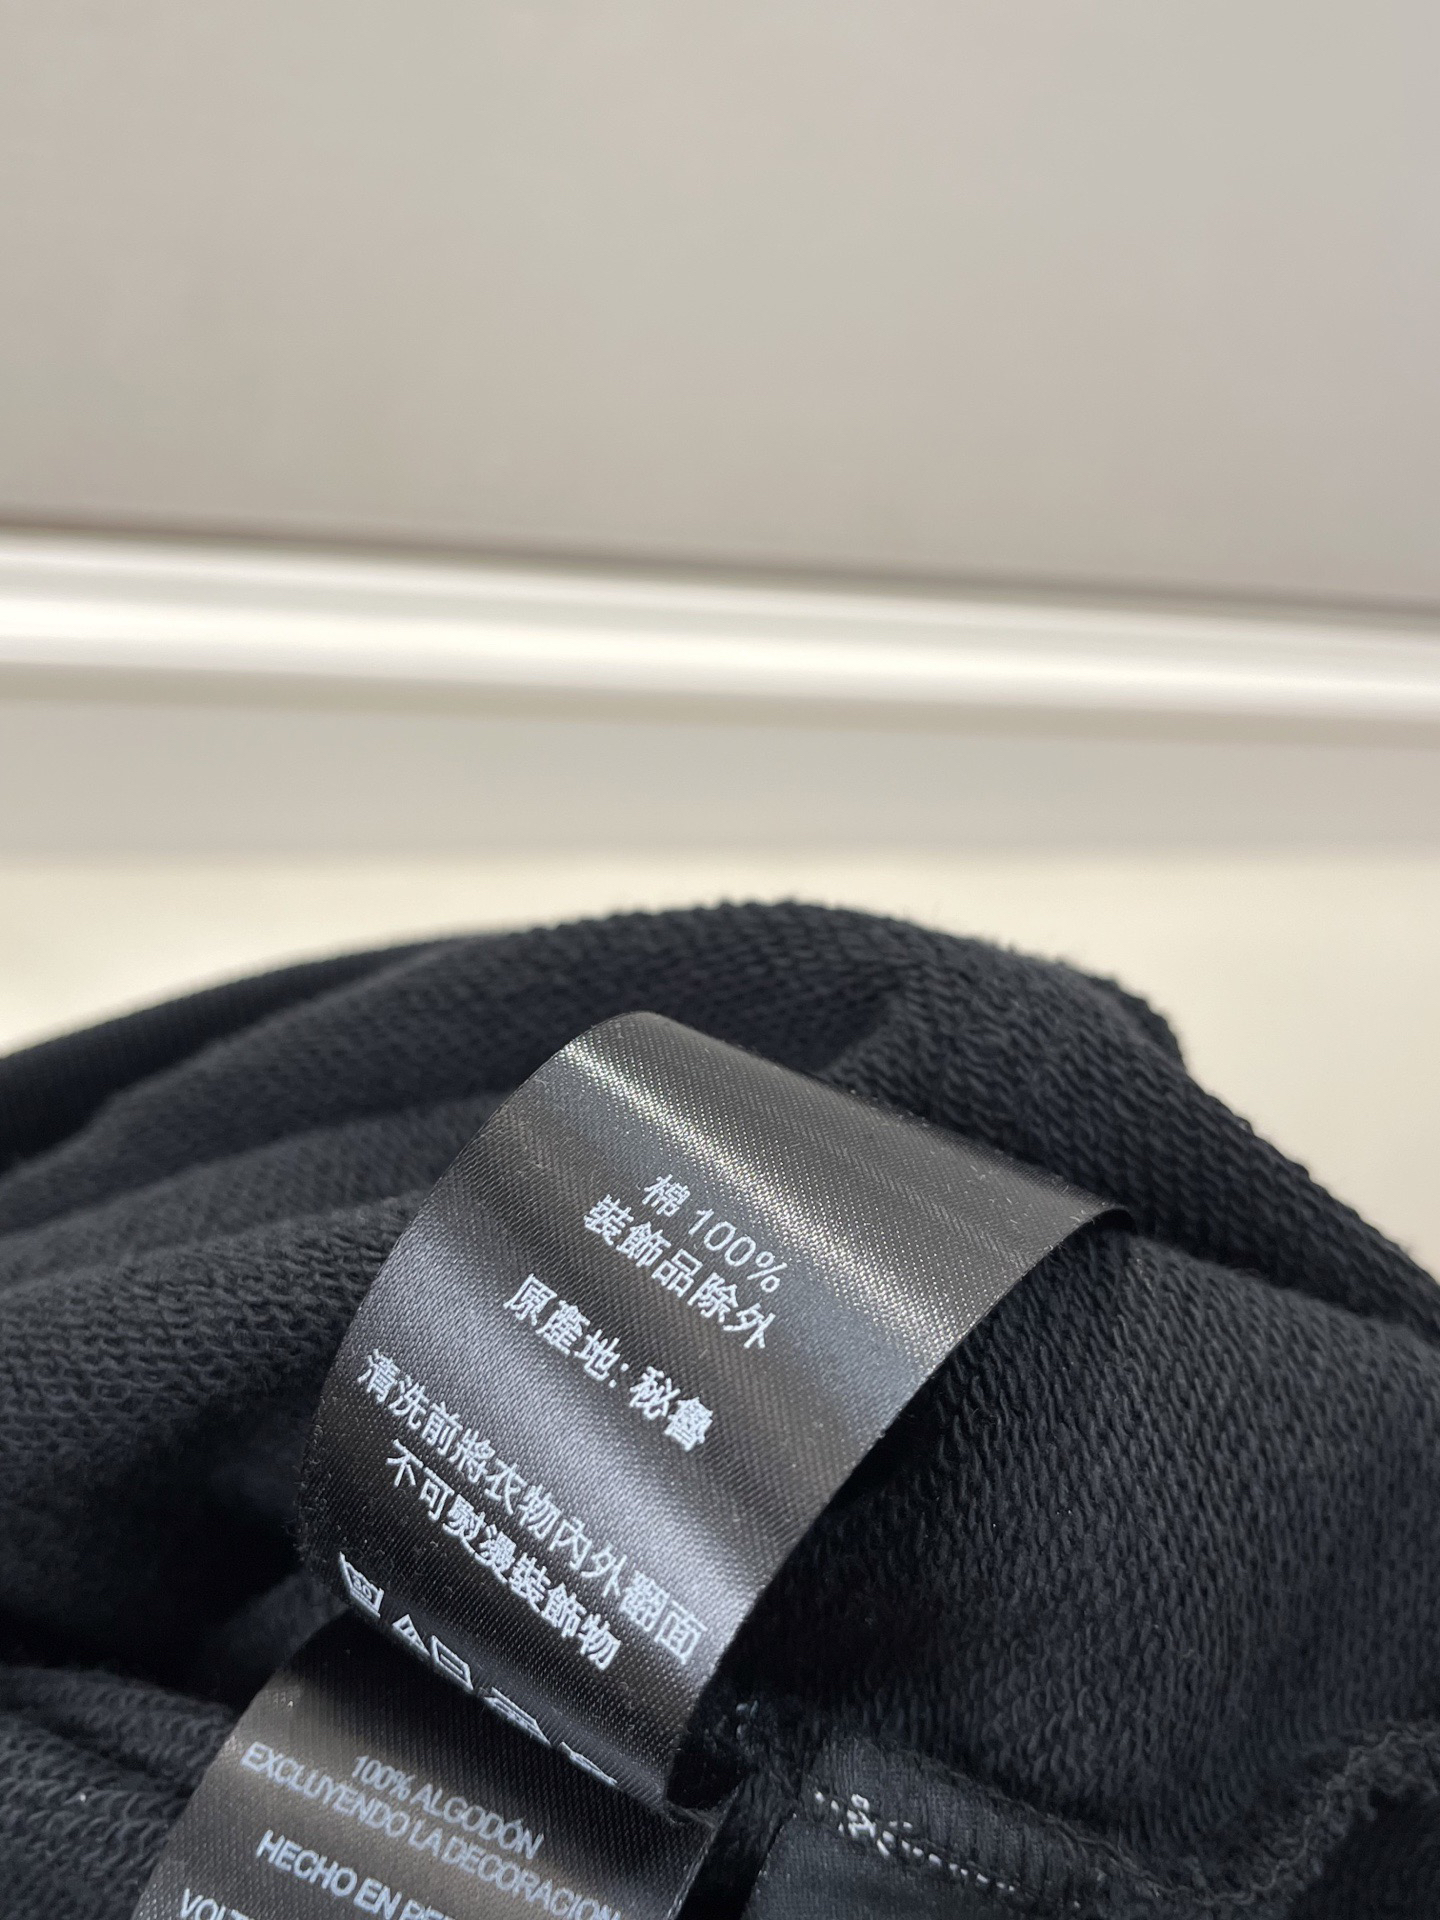 棉 100%
裝飾品除外
原產地: 秘魯
清洗前將衣物內外翻面
不可熨燙裝飾物
100% ALGODÓN
EXCLUYENDO LA DECORACION
HECHO EN